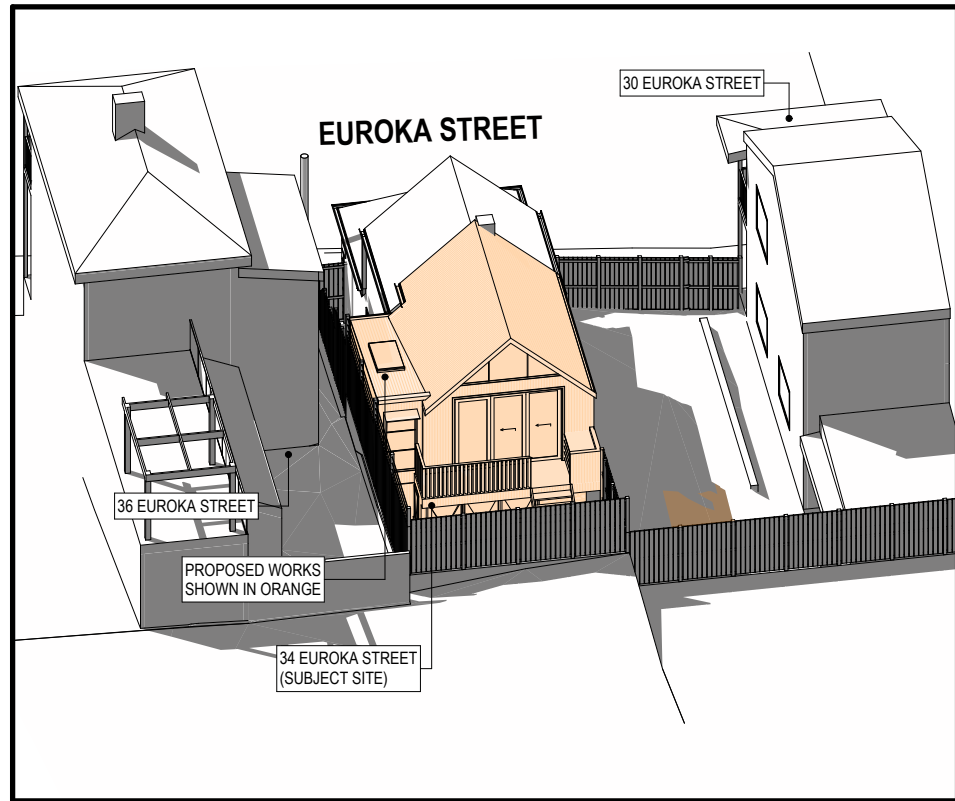 30 EUROKA STREET
EUROKA STREET
36 EUROKA STREET
PROPOSED WORKS
SHOWN IN ORANGE
34 EUROKA STREET
(SUBJECT SITE)